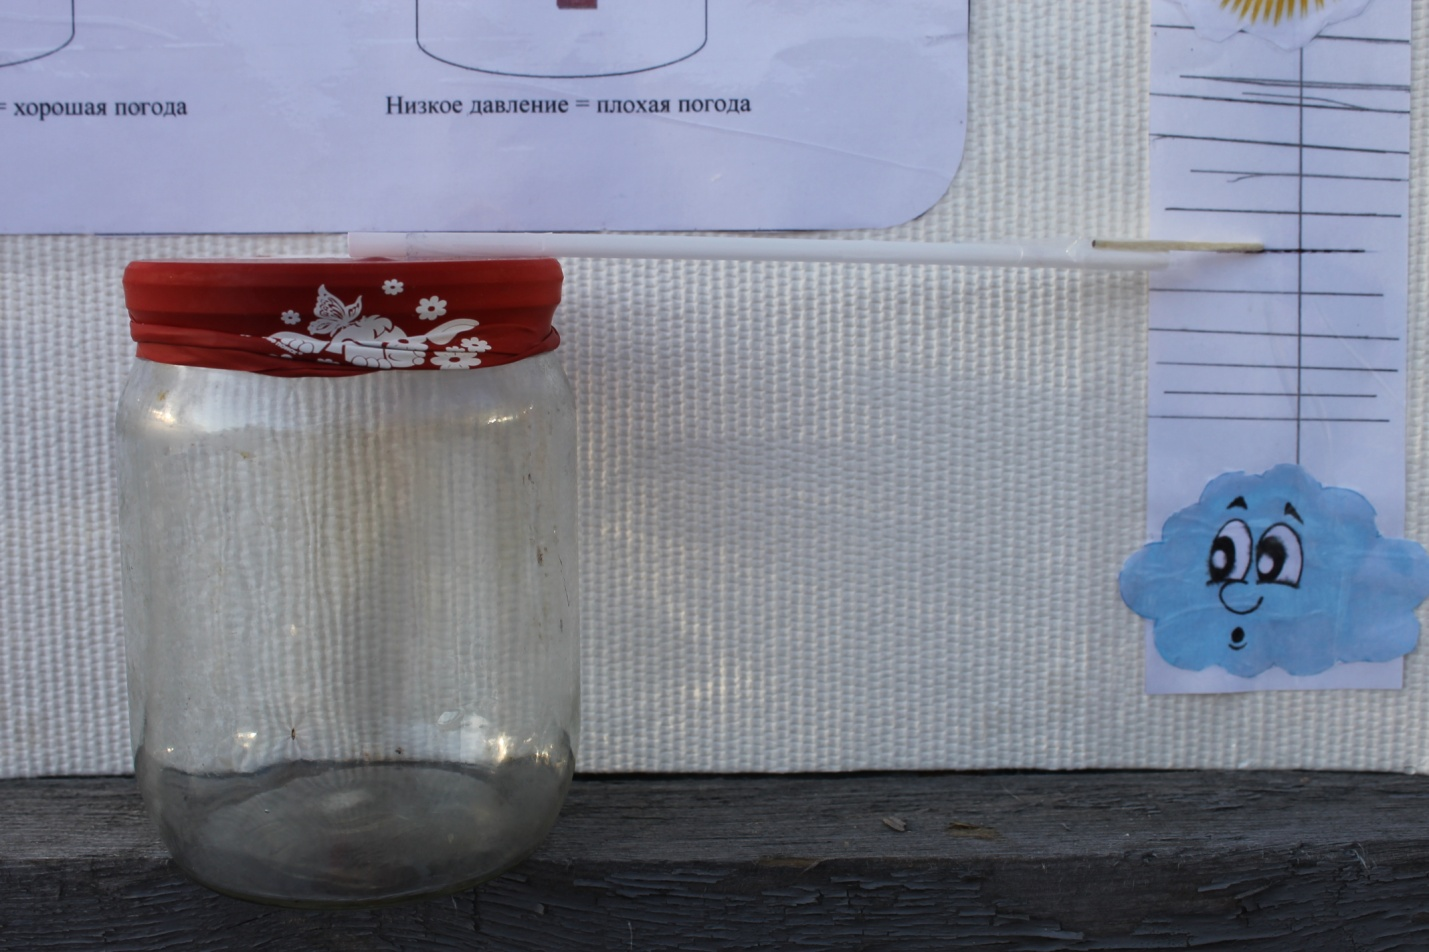 = хорошая погода
Низкое давление = плохая погода